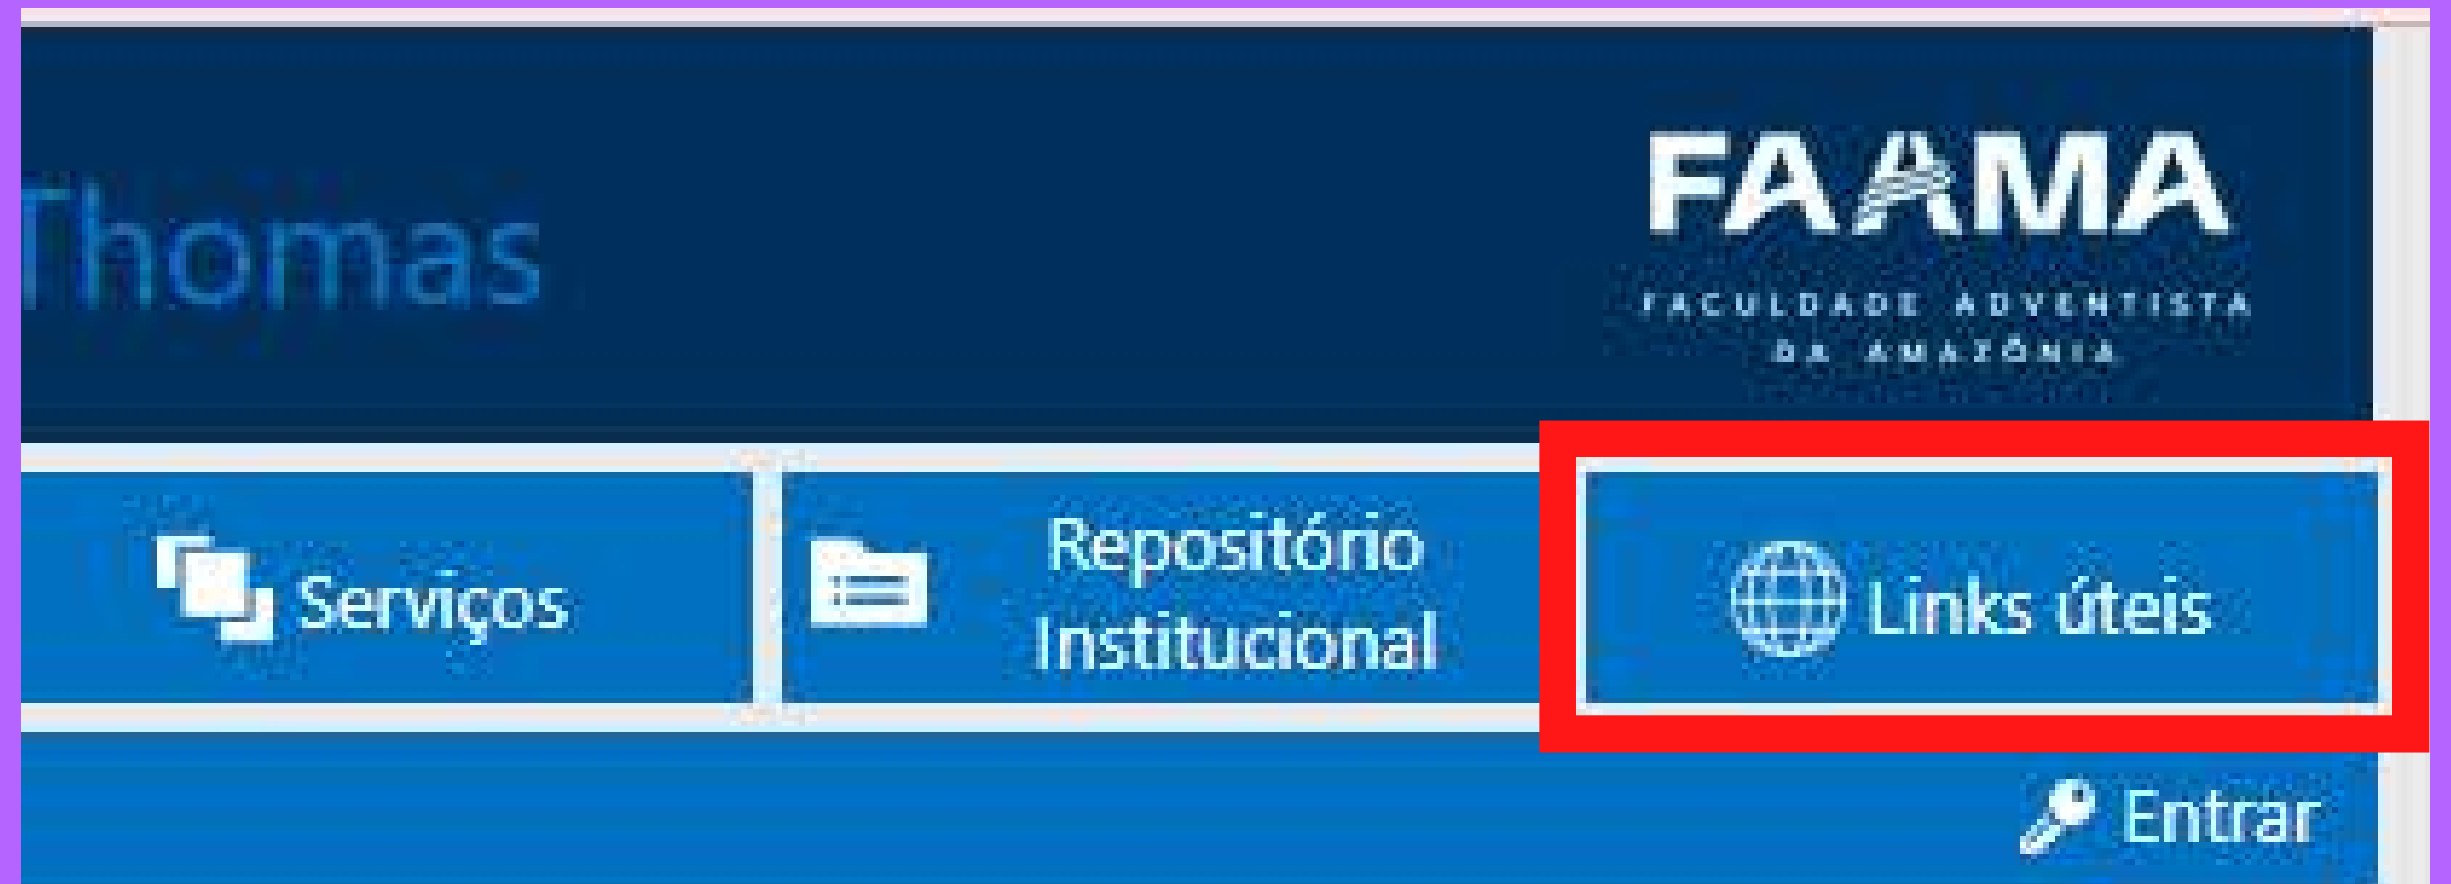 FAAMA
FACULDADE ADVENTISTA
DA AMAZÔNIA
Thomas
Serviços
Repositório
Institucional
Links úteis
Entrar